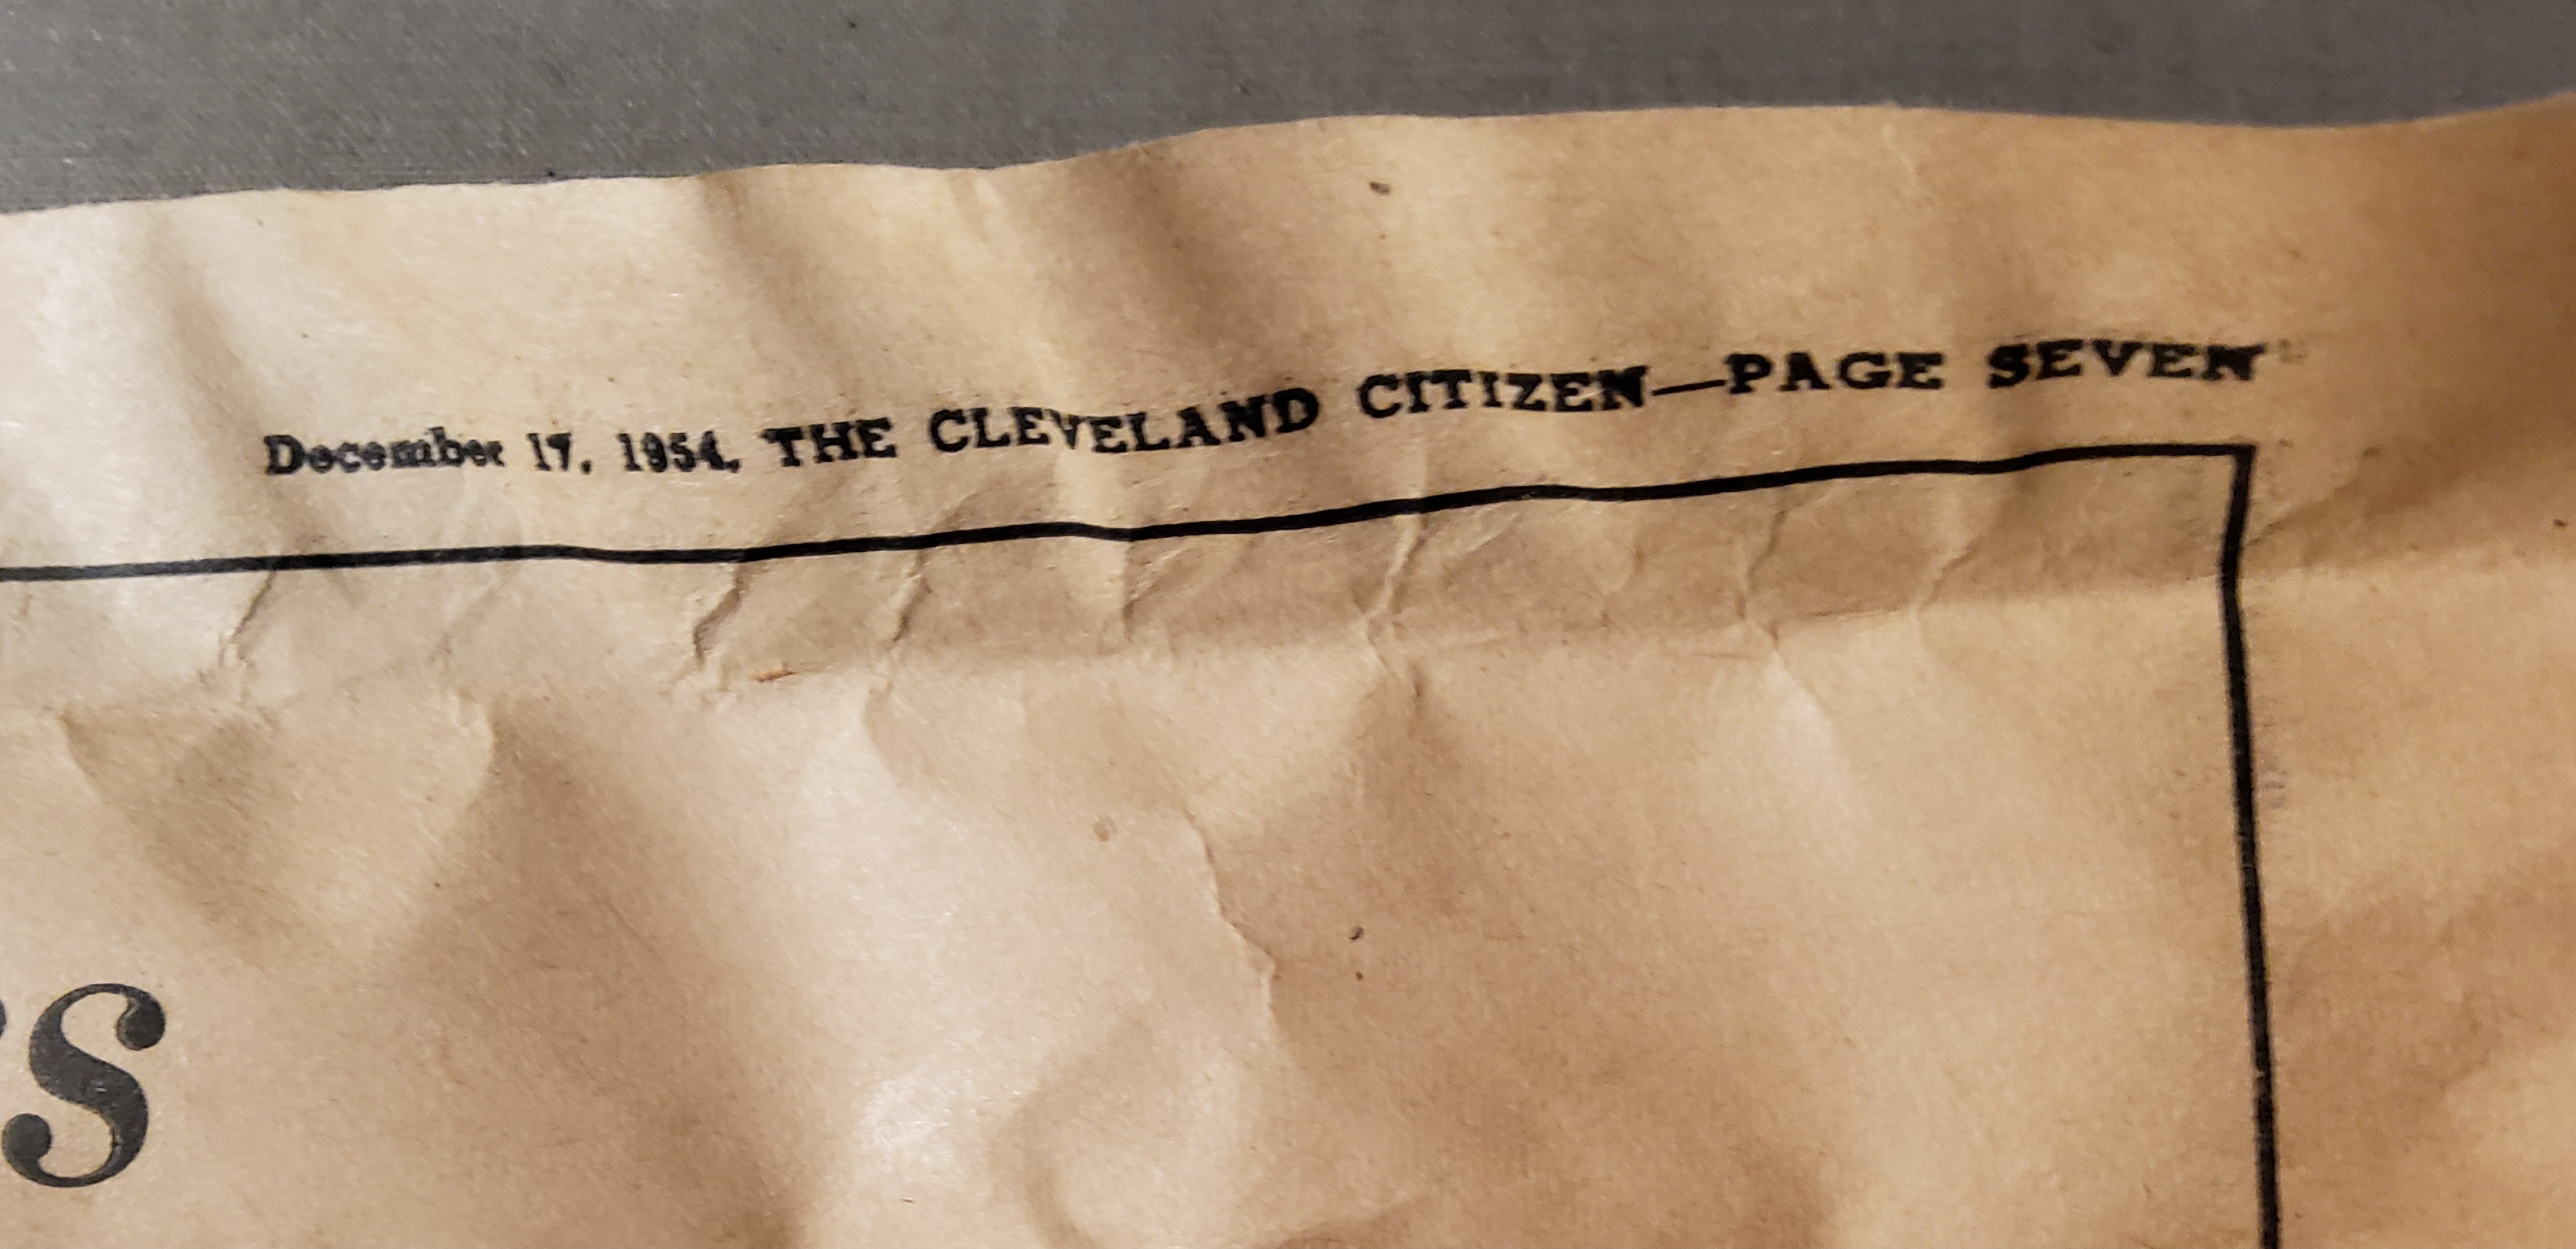 December 17, 1954, THE CLEVELAND CITIZEN—PAGE SEVEN
S